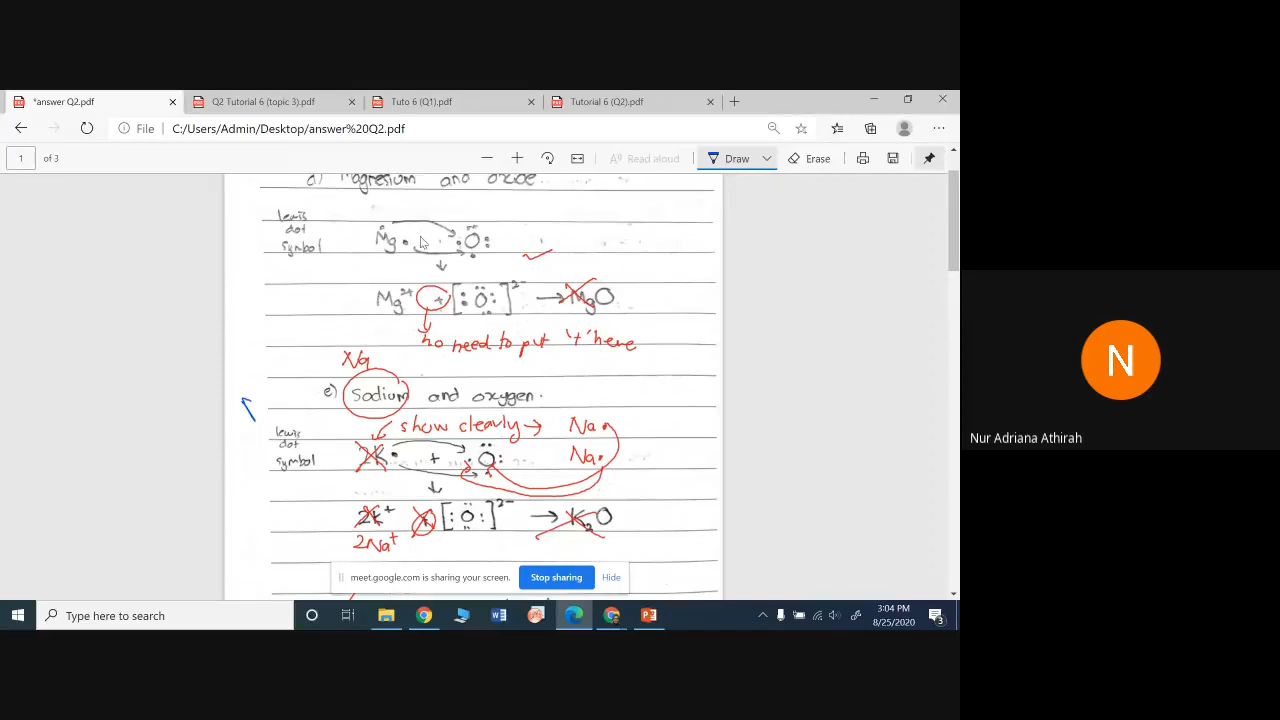 *answer Q2.pdf
Q2 Tutorial 6 (topic 3).pdf
Tuto 6 (Q1).pdf
Tutorial 6 (Q2).pdf
File C:/Users/Admin/Desktop/answer%20Q2.pdf
1 of 3
Read aloud
Draw
Erase
d) Magnesium and oxide
lewis
dot
symbol
Mg O
Mg2+ + [O]2- → MgO
no need to put '+' here
Na
e) Sodium and oxygen.
show clearly → Na
lewis
dot
symbol
2K + O
Na
2K+ + [O]2- → K2O
2Na+
meet.google.com is sharing your screen.
Stop sharing
Hide
N
Nur Adriana Athirah
Type here to search
3:04 PM
8/25/2020
3